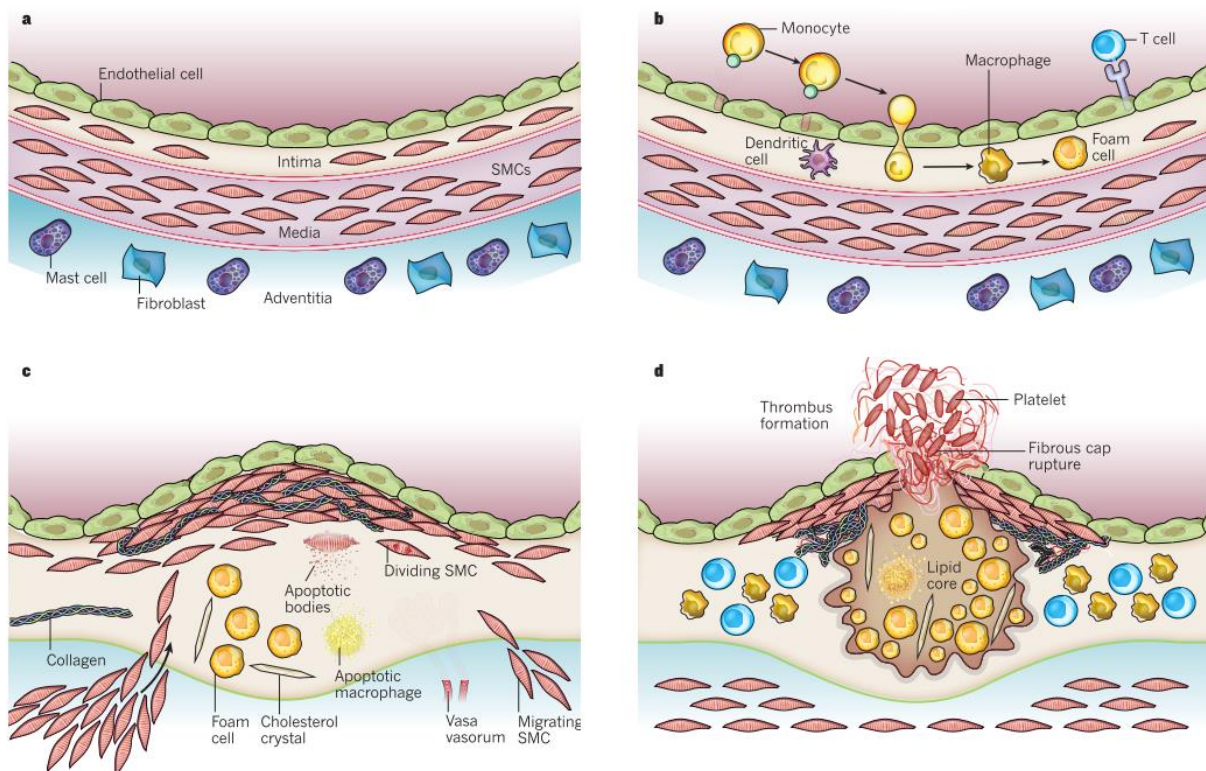 a
Endothelial cell
Intima
SMCs
Media
Mast cell
Fibroblast
Adventitia
b
Monocyte
T cell
Macrophage
Dendritic
cell
Foam
cell
c
Apoptotic
bodies
Dividing SMC
Collagen
Apoptotic
macrophage
Foam
cell
Cholesterol
crystal
Vasa
vasorum
Migrating
SMC
d
Thrombus
formation
Platelet
Fibrous cap
rupture
Lipid
core